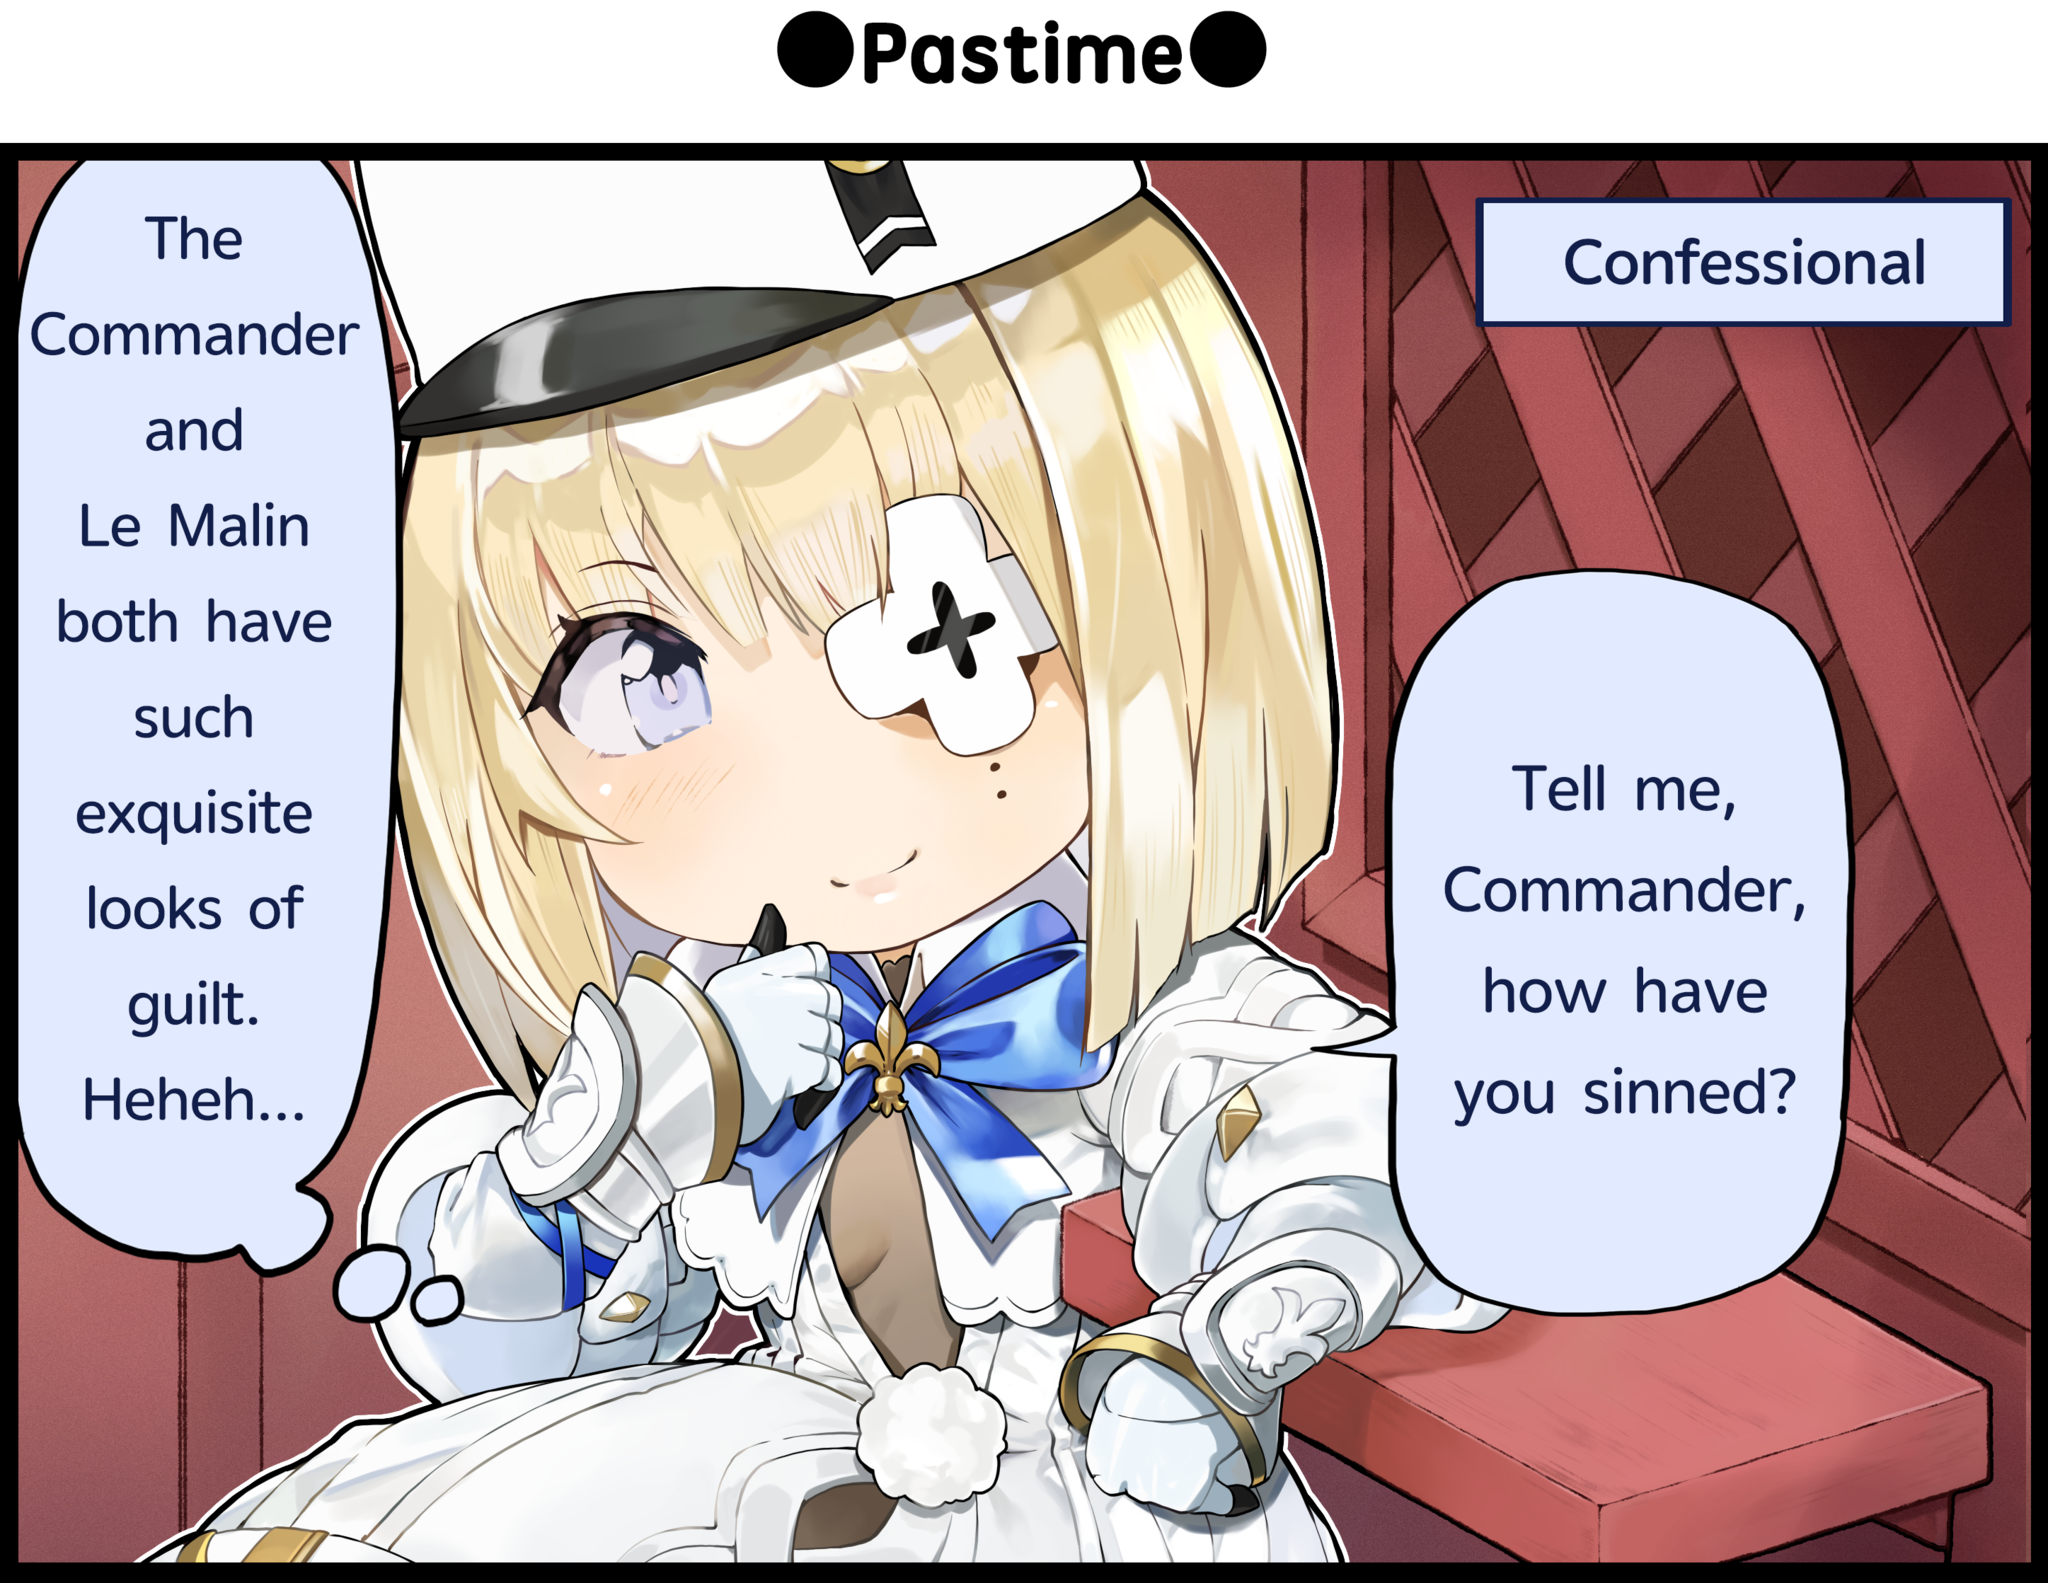 ●Pastime●
Confessional
Tell me,
Commander,
how have
you sinned?
The
Commander
and
Le Malin
both have
such
exquisite
looks of
guilt.
Heheh...